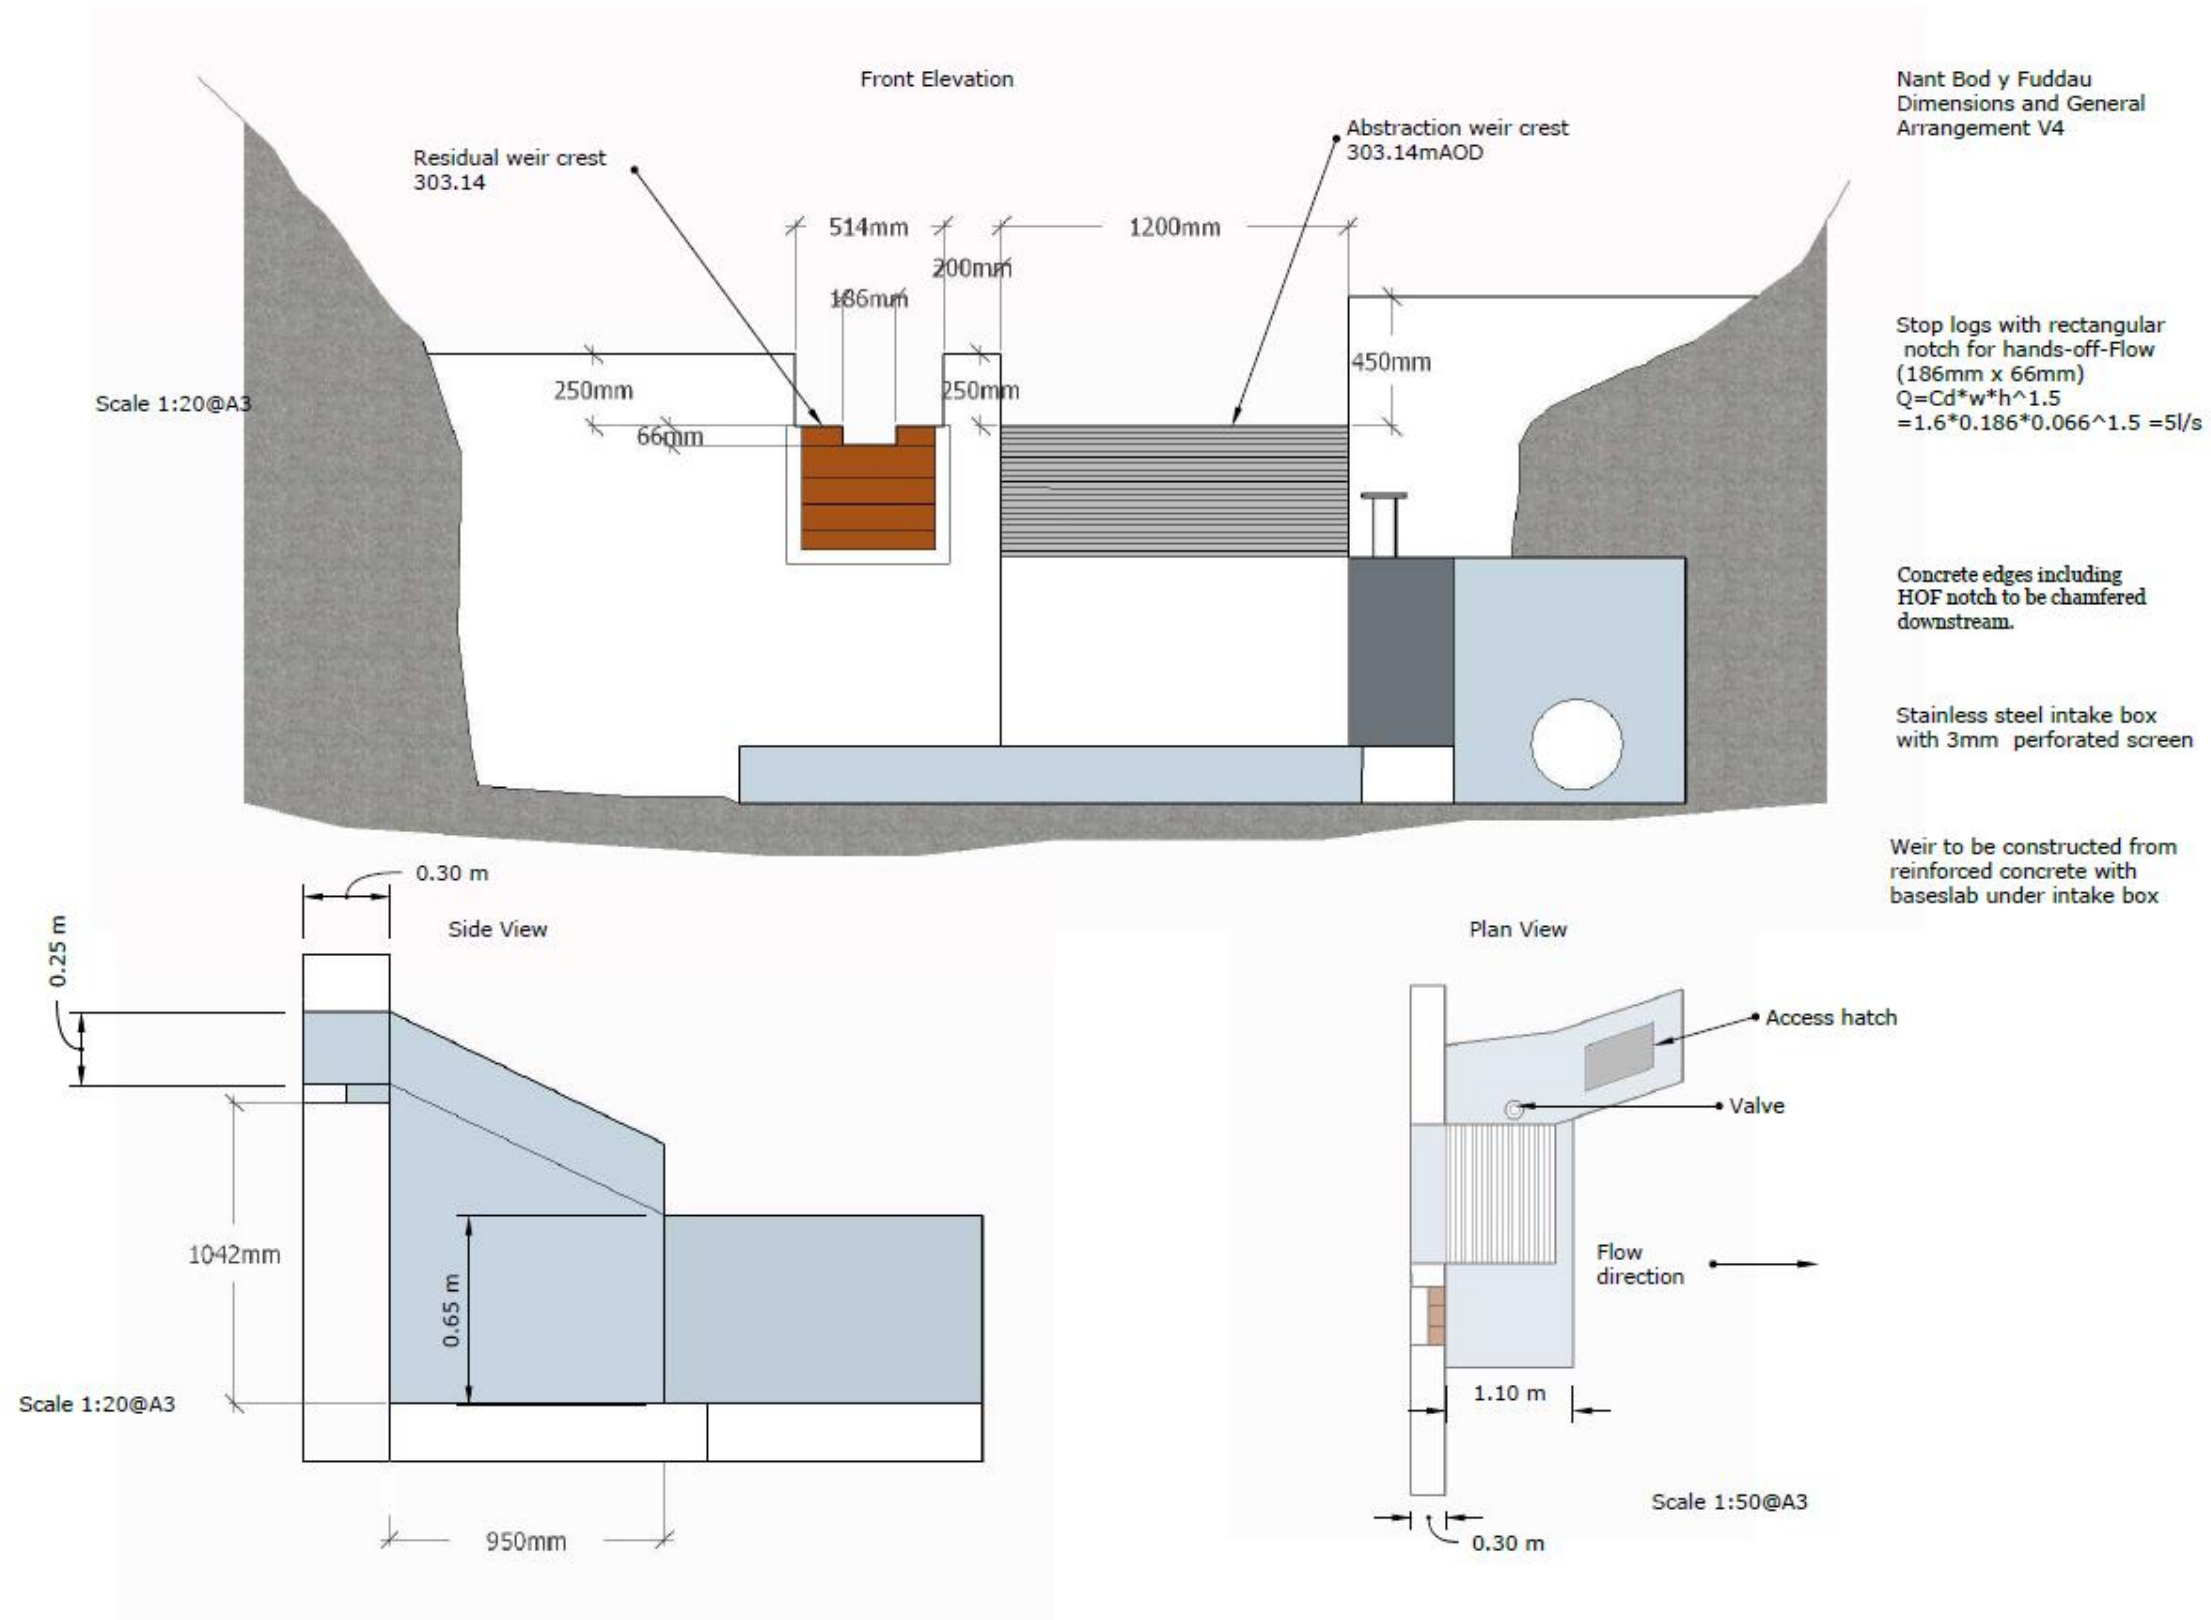 Front Elevation
Nant Bod y Fuddau
Dimensions and General
Arrangement V4
Residual weir crest
303.14
Abstraction weir crest
303.14mAOD
514mm
1200mm
200mm
186mm
250mm
250mm
450mm
66mm
Scale 1:20@A3
Stop logs with rectangular
notch for hands-off-Flow
(186mm x 66mm)
Q=Cd*w*h^1.5
=1.6*0.186*0.066^1.5 =5l/s
Concrete edges including
HOF notch to be chamfered
downstream.
Stainless steel intake box
with 3mm perforated screen
Weir to be constructed from
reinforced concrete with
baseslab under intake box
0.30 m
Side View
0.25 m
1042mm
0.65 m
Scale 1:20@A3
950mm
Plan View
Access hatch
Valve
Flow
direction
1.10 m
Scale 1:50@A3
0.30 m